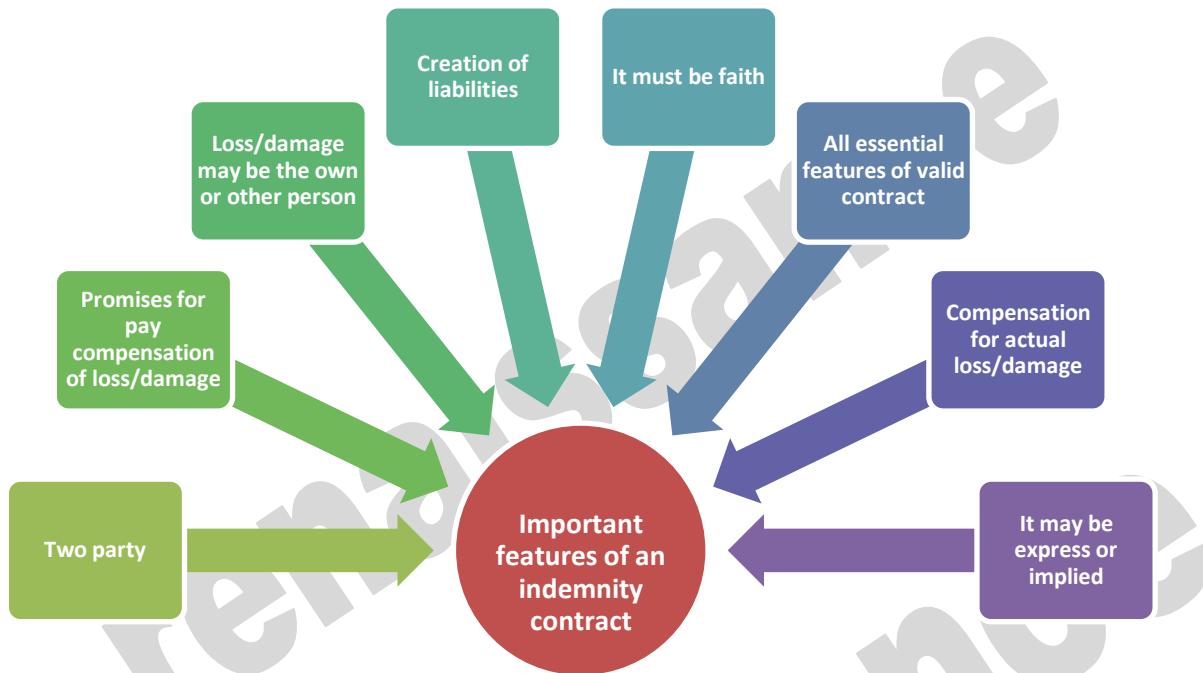 Creation of
liabilities
It must be faith
Loss/damage
may be the own
or other person
All essential
features of valid
contract
Promises for
pay
compensation
of loss/damage
Compensation
for actual
loss/damage
Two party
Important
features of an
indemnity
contract
It may be
express or
implied
renaissance